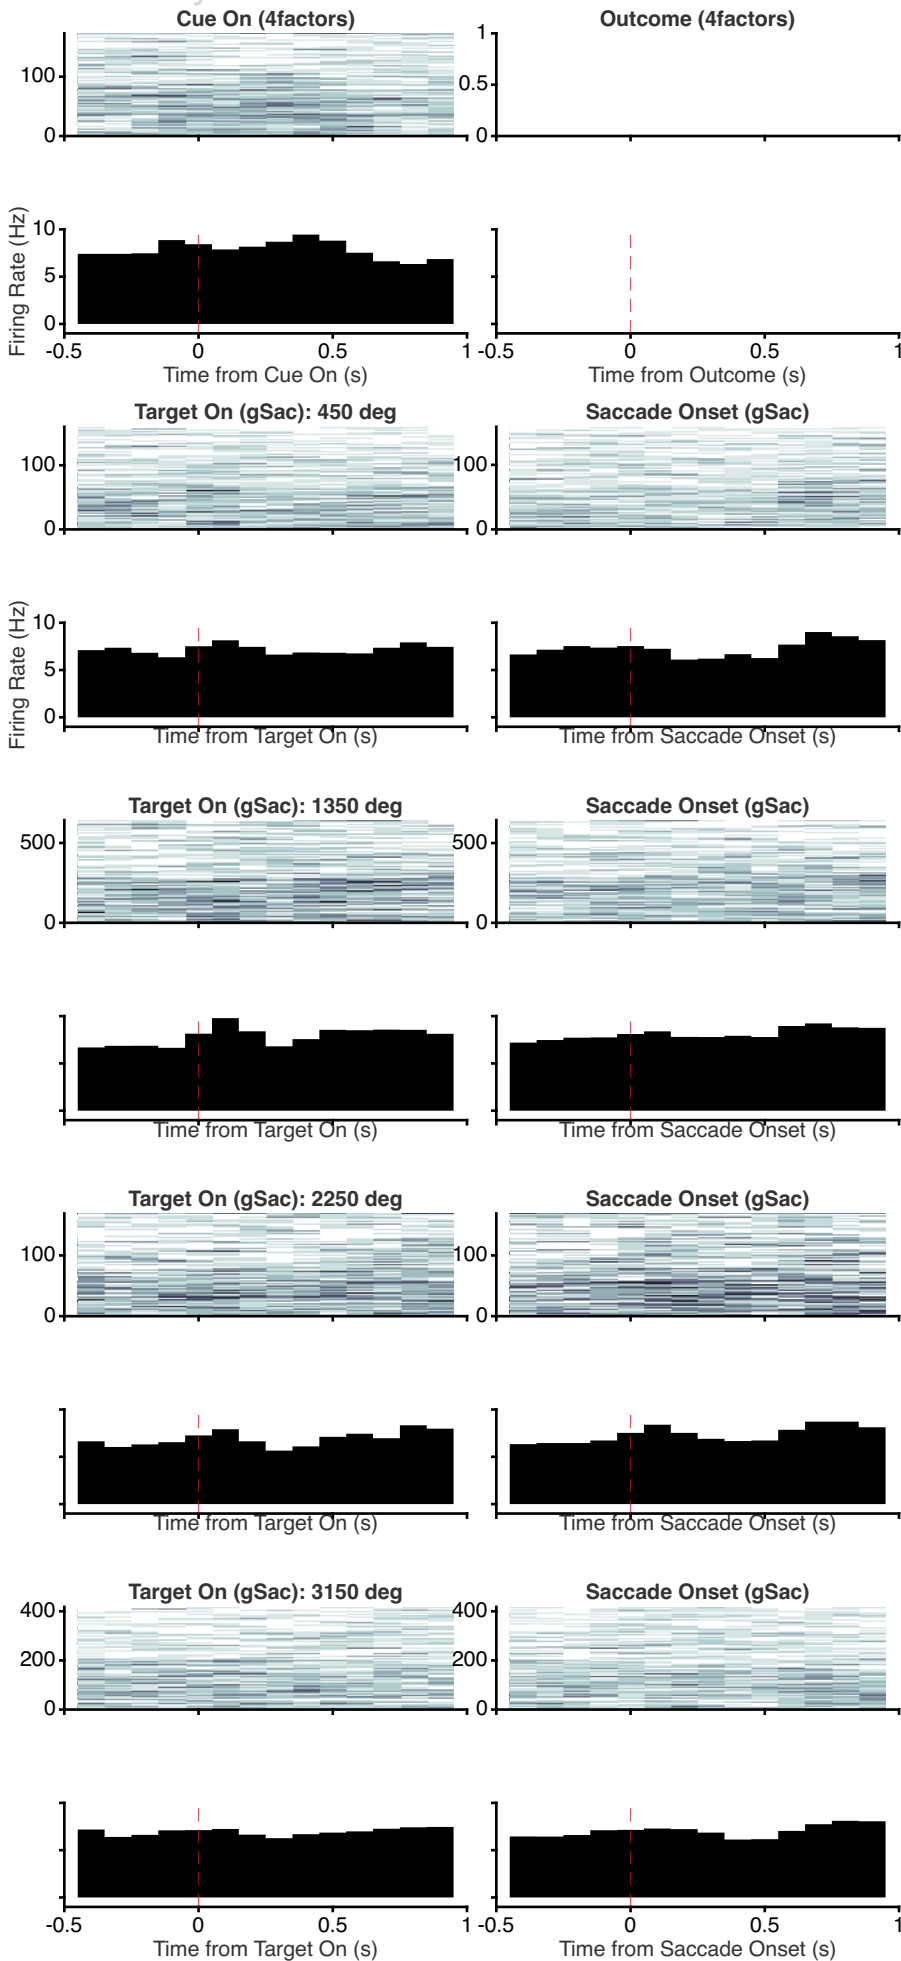 Cue On (4factors) Outcome (4factors)
100
0
1
0.5
0
Firing Rate (Hz)
10
5
0
-0.5 0 0.5 1 -0.5 0 0.5 1
Time from Cue On (s) Time from Outcome (s)
Target On (gSac): 450 deg Saccade Onset (gSac)
100 100
0 0
Firing Rate (Hz)
10
5
0
Time from Target On (s) Time from Saccade Onset (s)
Target On (gSac): 1350 deg Saccade Onset (gSac)
500 500
0 0
Time from Target On (s) Time from Saccade Onset (s)
Target On (gSac): 2250 deg Saccade Onset (gSac)
100 100
0 0
Time from Target On (s) Time from Saccade Onset (s)
Target On (gSac): 3150 deg Saccade Onset (gSac)
400 400
200 200
0 0
-0.5 0 0.5 1 -0.5 0 0.5 1
Time from Target On (s) Time from Saccade Onset (s)